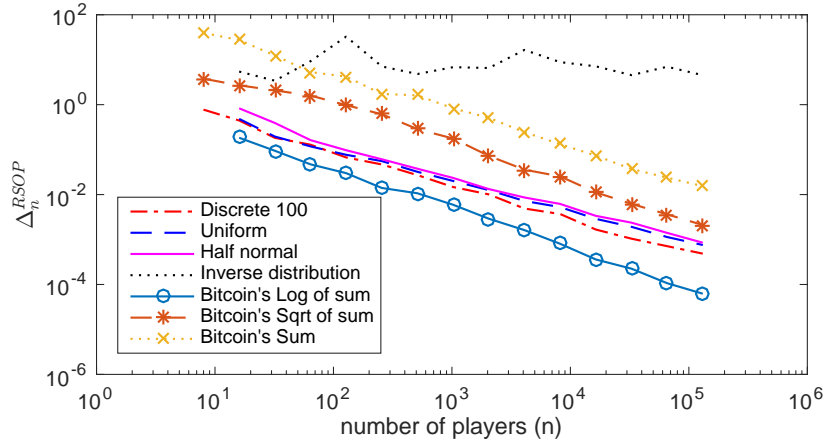 10^2
10^0
10^-2
10^-4
10^-6
Δ_n^RSOP
Discrete 100
Uniform
Half normal
Inverse distribution
Bitcoin's Log of sum
Bitcoin's Sqrt of sum
Bitcoin's Sum
10^0 10^1 10^2 10^3 10^4 10^5 10^6
number of players (n)